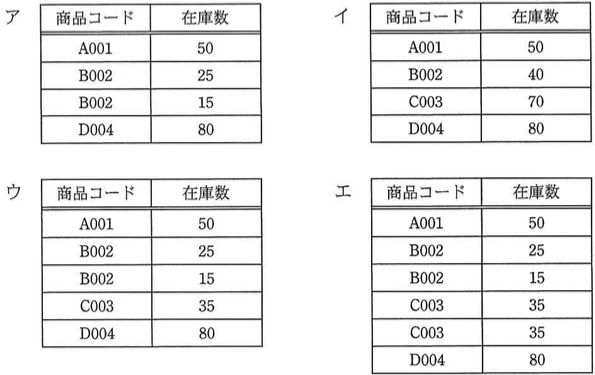 ア
商品コード 在庫数
A001 50
B002 25
B002 15
D004 80
イ
商品コード 在庫数
A001 50
B002 40
C003 70
D004 80
ウ
商品コード 在庫数
A001 50
B002 25
B002 15
C003 35
D004 80
エ
商品コード 在庫数
A001 50
B002 25
B002 15
C003 35
C003 35
D004 80